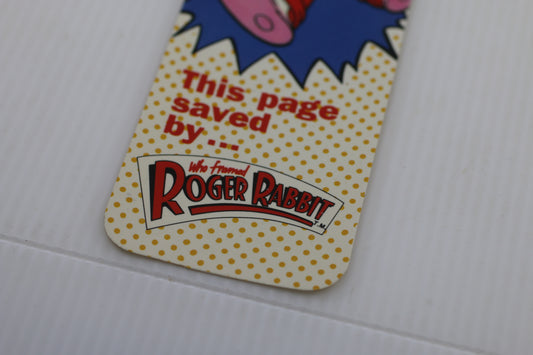 This page
saved
by...
Who Framed
ROGER RABBIT
T.M.